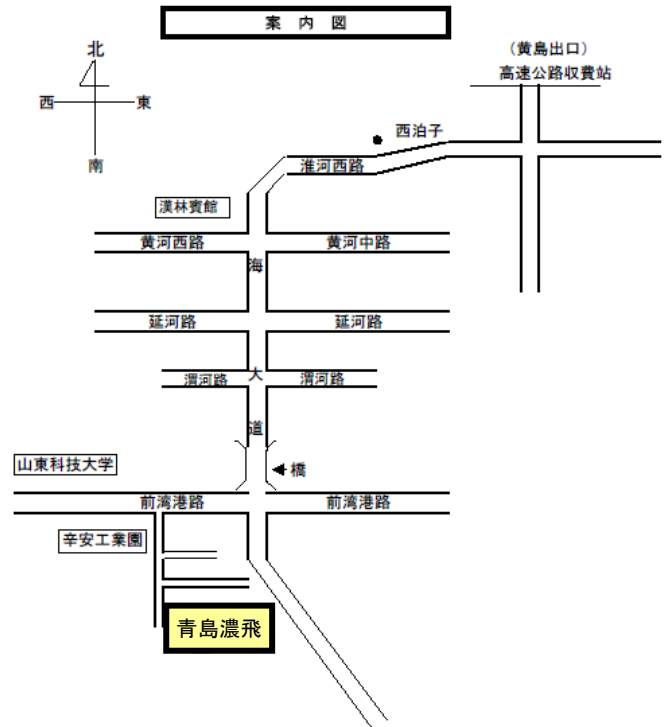 案 内 図
北
西 東
南
（黄島出口）
高速公路収費站
西泊子
淮河西路
漢林賓館
黄河西路 黄河中路
海
延河路 延河路
渭河路 大 渭河路
道
山東科技大学
橋
前湾港路 前湾港路
辛安工業園
青島濃飛